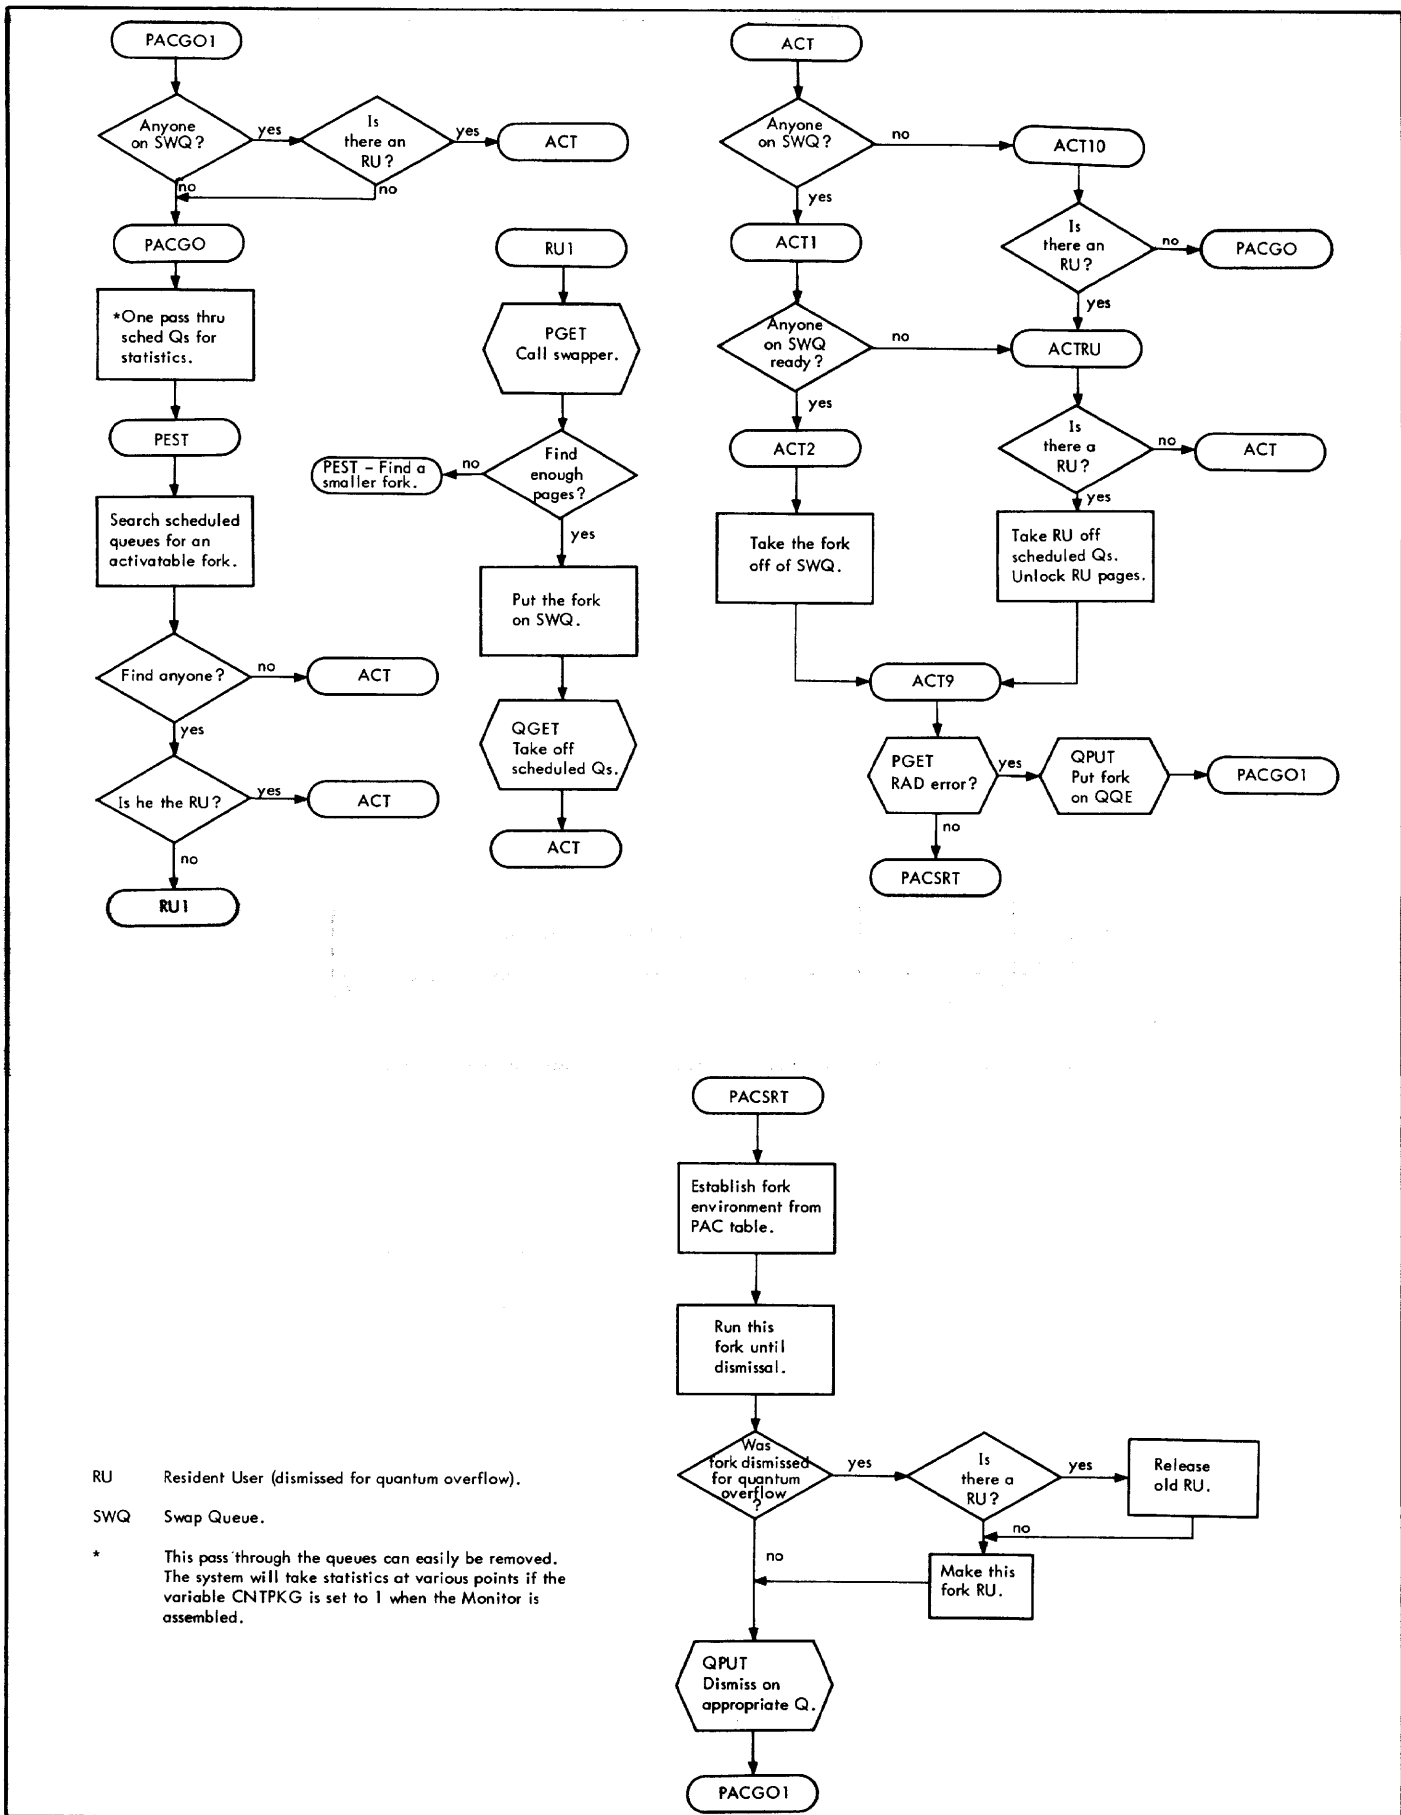 PACGO1
Anyone
on SWQ?
yes
Is
there an
RU?
yes
ACT
no
no
PACGO
*One pass thru
sched Qs for
statistics.
PEST
Search scheduled
queues for an
activatable fork.
Find anyone?
no
ACT
yes
Is he the RU?
yes
ACT
no
RU1
RU1
PGET
Call swapper.
Find
enough
pages?
no
PEST – Find a
smaller fork.
yes
Put the fork
on SWQ.
QGET
Take off
scheduled Qs.
ACT
ACT
Anyone
on SWQ?
no
ACT10
yes
ACT1
Is
there an
RU?
no
PACGO
yes
Anyone
on SWQ
ready?
no
ACTRU
yes
ACT2
Is
there a
RU?
no
ACT
yes
Take the fork
off of SWQ.
Take RU off
scheduled Qs.
Unlock RU pages.
ACT9
PGET
RAD error?
yes
QPUT
Put fork
on QQE
PACGO1
no
PACSRT
PACSRT
Establish fork
environment from
PAC table.
Run this
fork until
dismissal.
Was
fork dismissed
for quantum
overflow
?
yes
Is
there a
RU?
yes
Release
old RU.
no
no
Make this
fork RU.
QPUT
Dismiss on
appropriate Q.
PACGO1
RU Resident User (dismissed for quantum overflow).
SWQ Swap Queue.
* This pass through the queues can easily be removed.
The system will take statistics at various points if the
variable CNTPKG is set to 1 when the Monitor is
assembled.